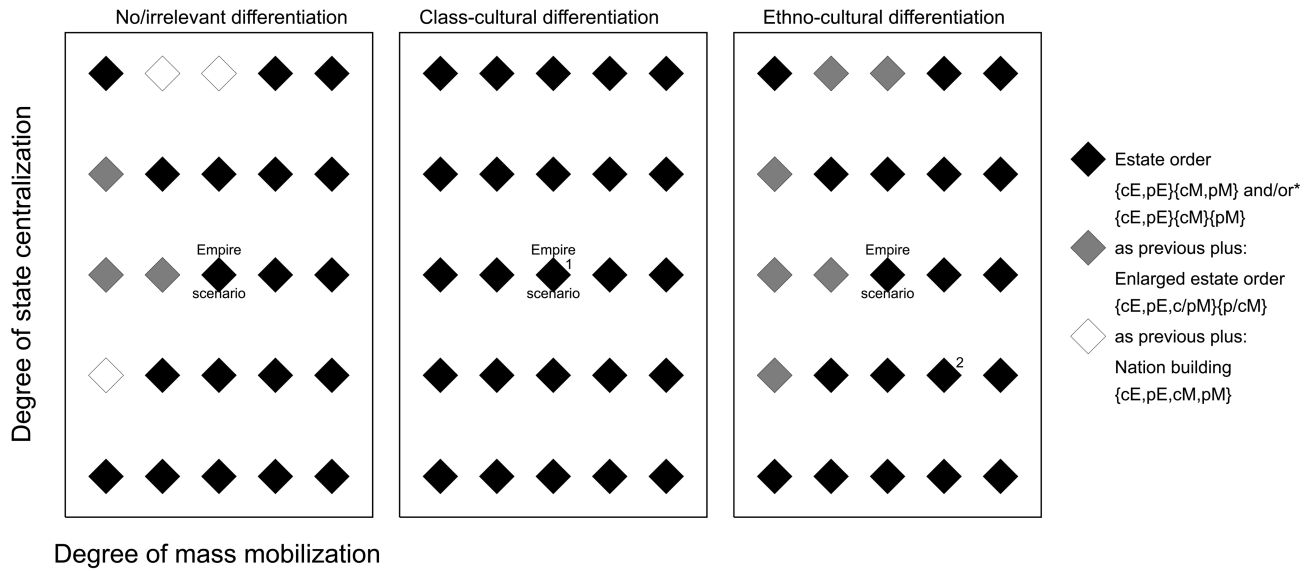 No/irrelevant differentiation
Class-cultural differentiation
Ethno-cultural differentiation
Degree of state centralization
Empire
scenario
Empire
1
scenario
Empire
scenario
2
Estate order
{cE,pE}{cM,pM} and/or*
{cE,pE}{cM}{pM}
as previous plus:
Enlarged estate order
{cE,pE,c/pM}{p/cM}
as previous plus:
Nation building
{cE,pE,cM,pM}
Degree of mass mobilization